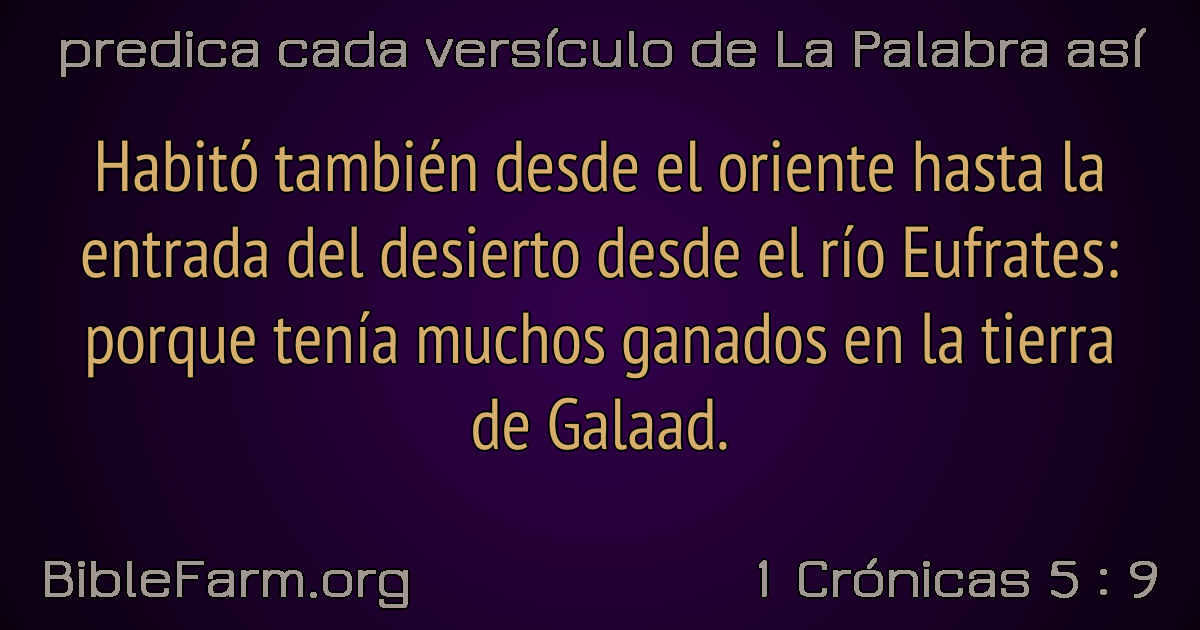 predica cada versículo de La Palabra así
Habitó también desde el oriente hasta la
entrada del desierto desde el río Eufrates:
porque tenía muchos ganados en la tierra
de Galaad.
BibleFarm.org
1 Crónicas 5 : 9